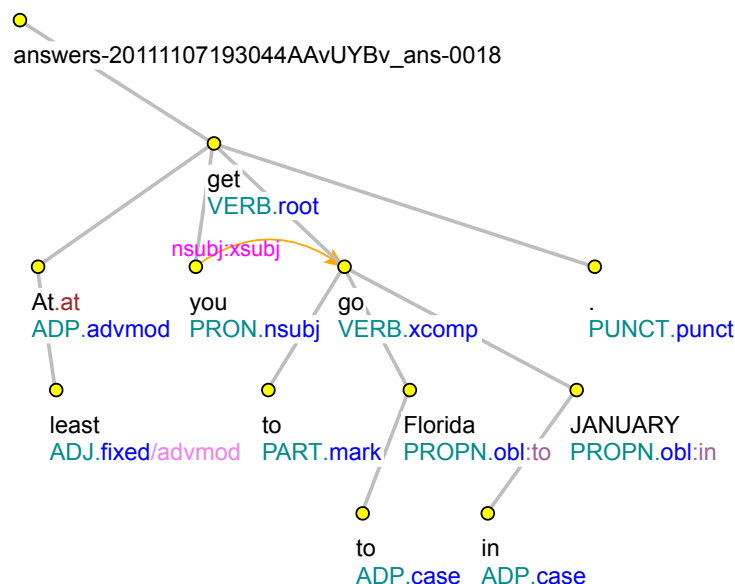 answers-20111107193044AAvUYBv_ans-0018
get
VERB.root
nsubj:xsubj
At.at
ADP.advmod
you
PRON.nsubj
go
VERB.xcomp
.
PUNCT.punct
least
ADJ.fixed/advmod
to
PART.mark
Florida
PROPN.obl:to
JANUARY
PROPN.obl:in
to
ADP.case
in
ADP.case